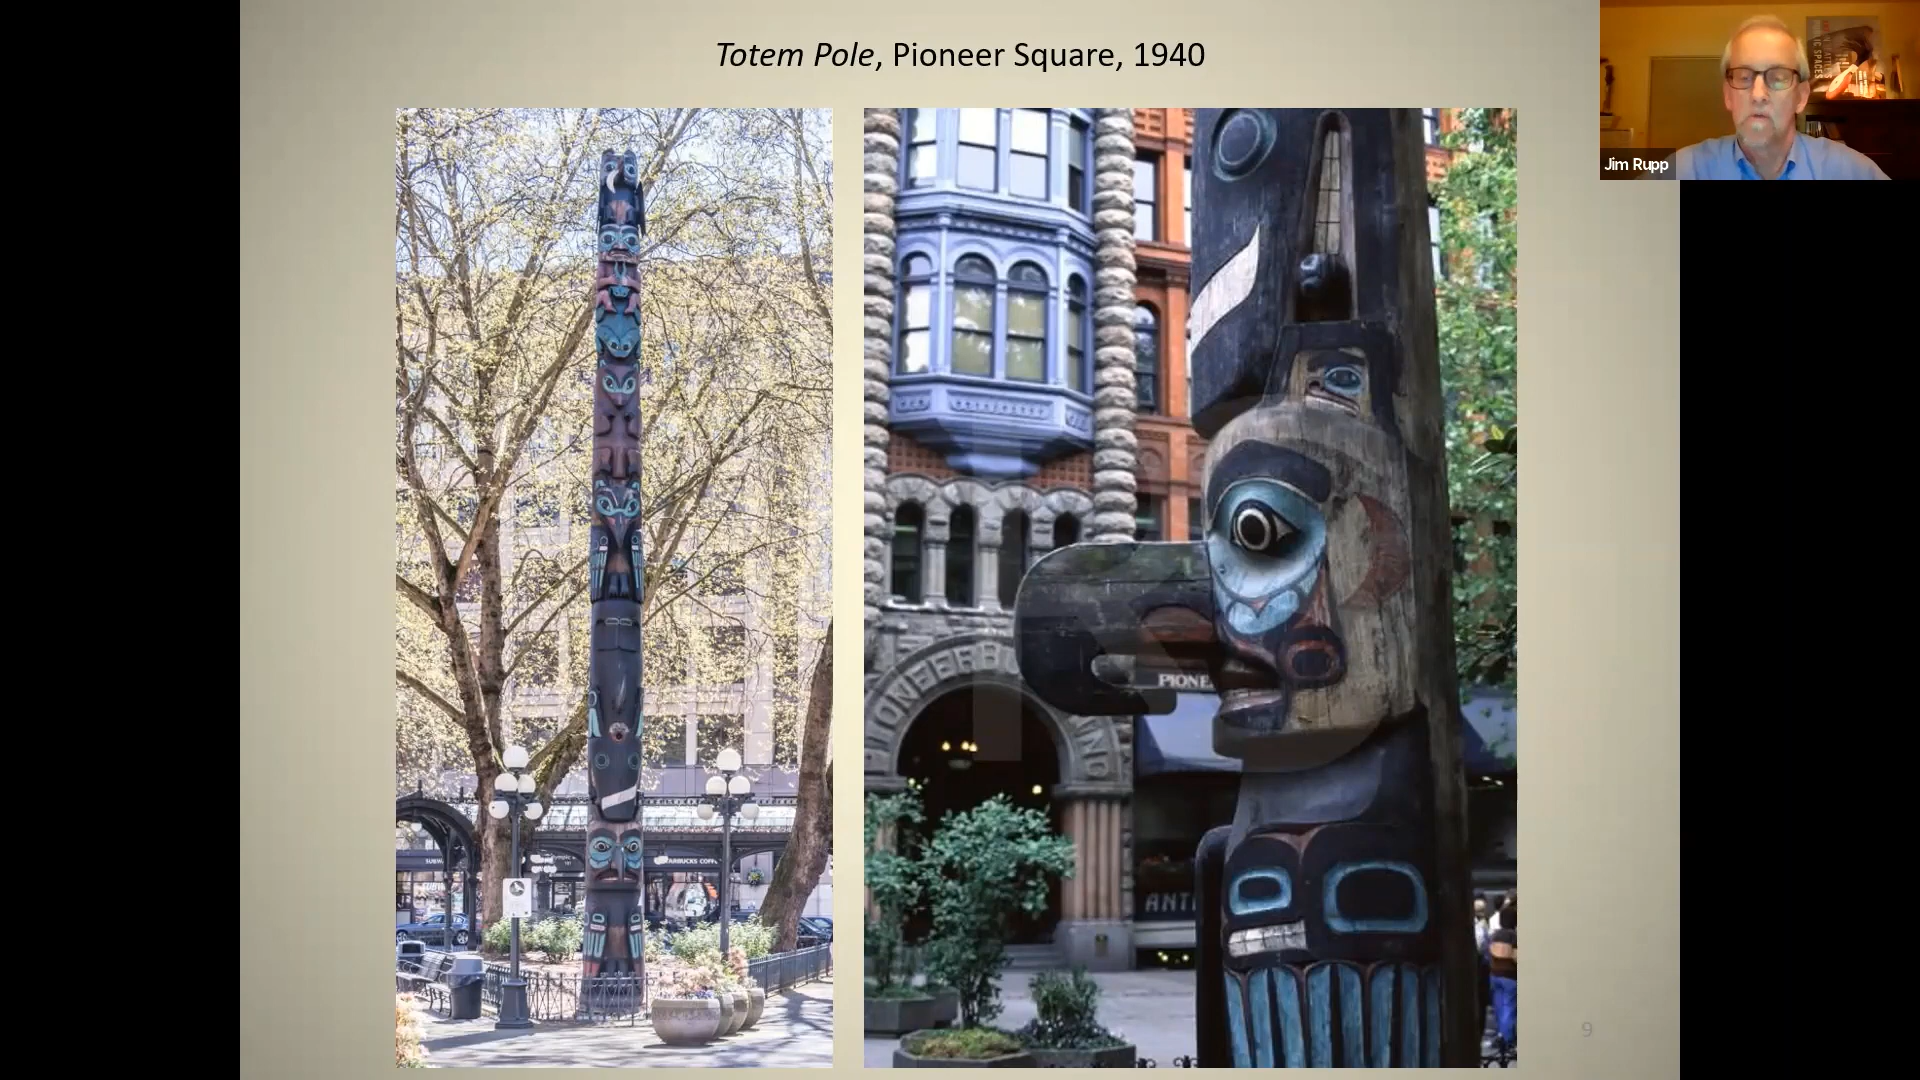 Totem Pole, Pioneer Square, 1940
Jim Rupp
PIONE
ANTI
9